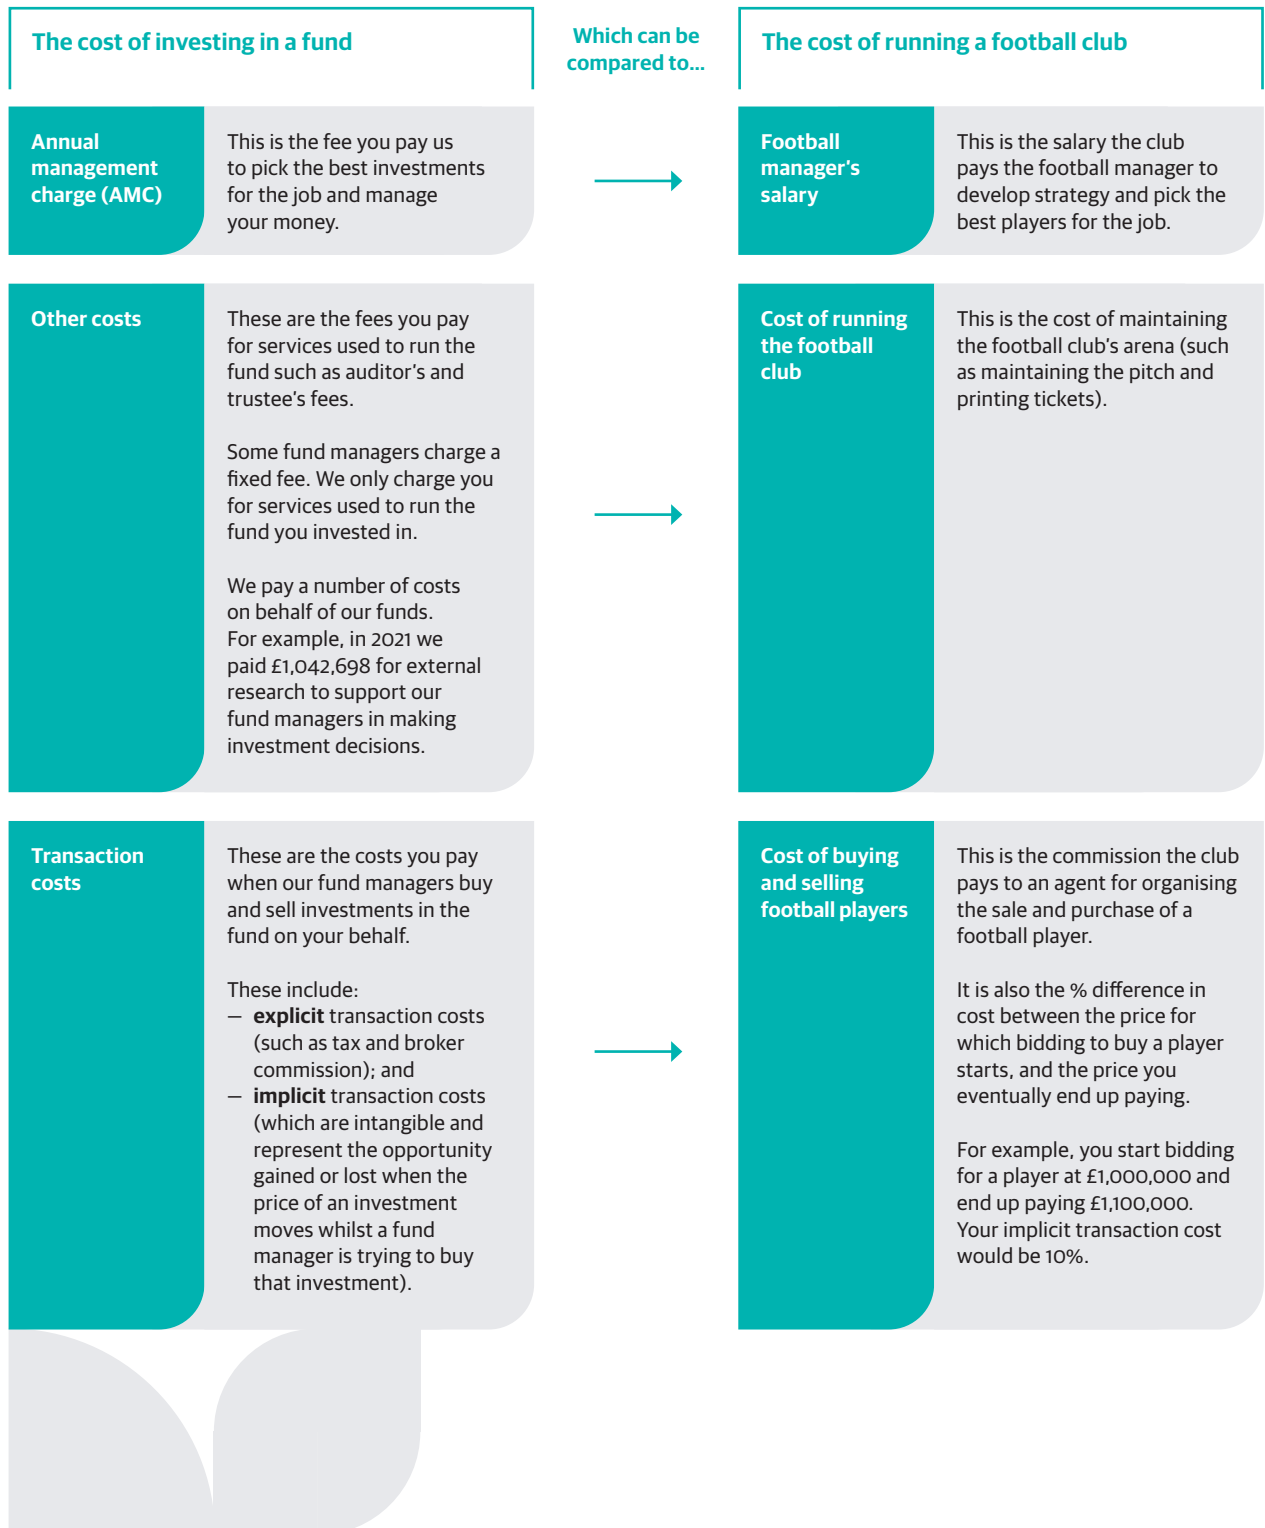 The cost of investing in a fund
Which can be
compared to...
The cost of running a football club
Annual
management
charge (AMC)
This is the fee you pay us
to pick the best investments
for the job and manage
your money.
Football
manager's
salary
This is the salary the club
pays the football manager to
develop strategy and pick the
best players for the job.
Other costs
These are the fees you pay
for services used to run the
fund such as auditor's and
trustee's fees.
Some fund managers charge a
fixed fee. We only charge you
for services used to run the
fund you invested in.
We pay a number of costs
on behalf of our funds.
For example, in 2021 we
paid £1,042,698 for external
research to support our
fund managers in making
investment decisions.
Cost of running
the football
club
This is the cost of maintaining
the football club's arena (such
as maintaining the pitch and
printing tickets).
Transaction
costs
These are the costs you pay
when our fund managers buy
and sell investments in the
fund on your behalf.
These include:
— explicit transaction costs
(such as tax and broker
commission); and
— implicit transaction costs
(which are intangible and
represent the opportunity
gained or lost when the
price of an investment
moves whilst a fund
manager is trying to buy
that investment).
Cost of buying
and selling
football players
This is the commission the club
pays to an agent for organising
the sale and purchase of a
football player.
It is also the % difference in
cost between the price for
which bidding to buy a player
starts, and the price you
eventually end up paying.
For example, you start bidding
for a player at £1,000,000 and
end up paying £1,100,000.
Your implicit transaction cost
would be 10%.